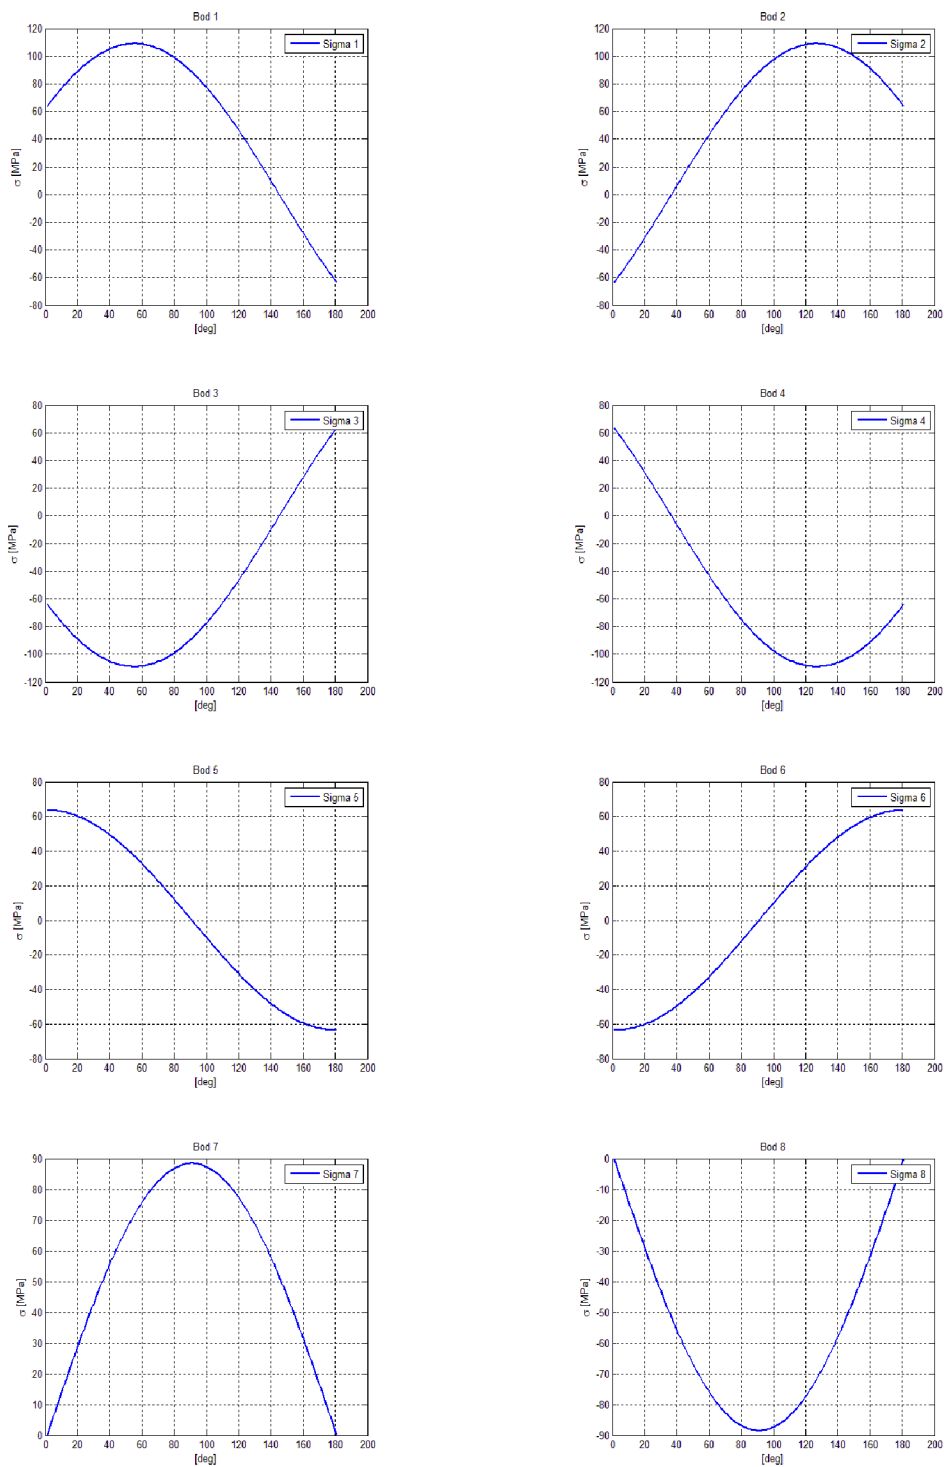 Bod 1
Sigma 1
120
100
80
60
40
20
0
-20
-40
-60
-80
σ [MPa]
0 20 40 60 80 100 120 140 160 180 200
[deg]
Bod 2
Sigma 2
120
100
80
60
40
20
0
-20
-40
-60
-80
σ [MPa]
0 20 40 60 80 100 120 140 160 180 200
[deg]
Bod 3
Sigma 3
80
60
40
20
0
-20
-40
-60
-80
-100
-120
σ [MPa]
0 20 40 60 80 100 120 140 160 180 200
[deg]
Bod 4
Sigma 4
80
60
40
20
0
-20
-40
-60
-80
-100
-120
σ [MPa]
0 20 40 60 80 100 120 140 160 180 200
[deg]
Bod 5
Sigma 5
80
60
40
20
0
-20
-40
-60
-80
σ [MPa]
0 20 40 60 80 100 120 140 160 180 200
[deg]
Bod 6
Sigma 6
80
60
40
20
0
-20
-40
-60
-80
σ [MPa]
0 20 40 60 80 100 120 140 160 180 200
[deg]
Bod 7
Sigma 7
90
80
70
60
50
40
30
20
10
0
σ [MPa]
0 20 40 60 80 100 120 140 160 180 200
[deg]
Bod 8
Sigma 8
0
-10
-20
-30
-40
-50
-60
-70
-80
-90
σ [MPa]
0 20 40 60 80 100 120 140 160 180 200
[deg]